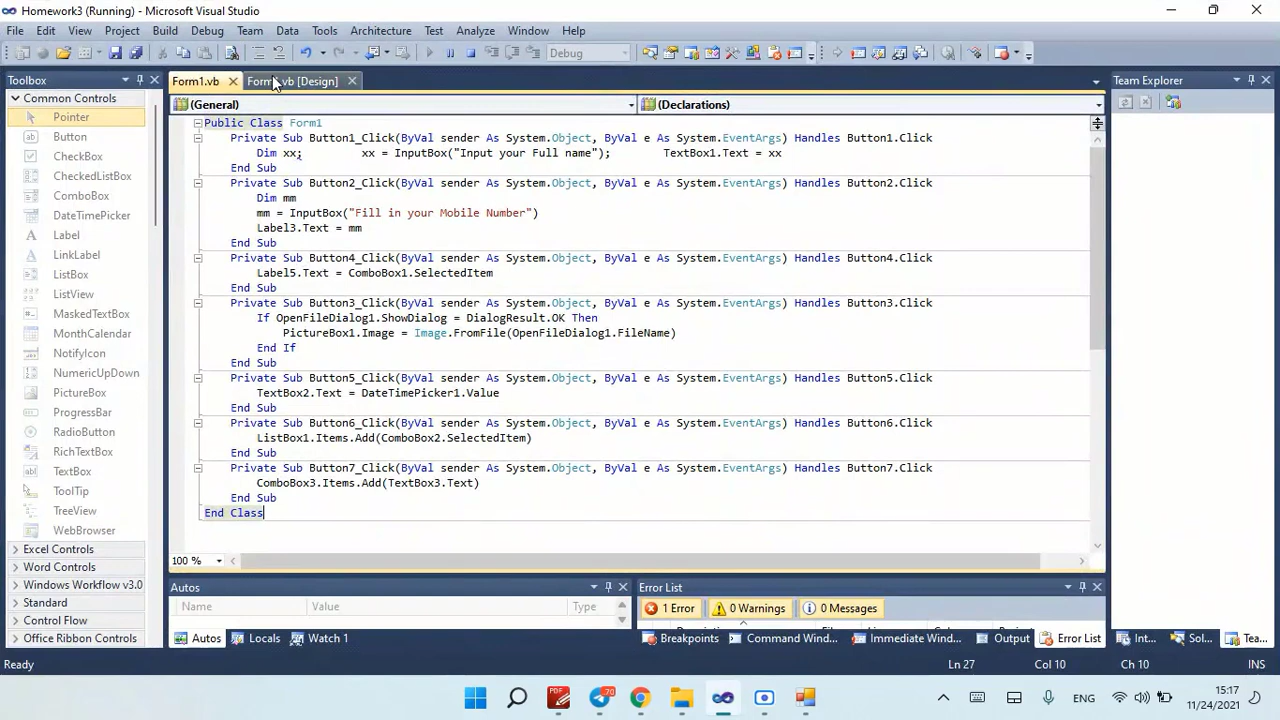 Homework3 (Running) - Microsoft Visual Studio
File Edit View Project Build Debug Team Data Tools Architecture Test Analyze Window Help
Debug
Toolbox
Form1.vb
Form .vb [Design]
Team Explorer
Common Controls
Pointer
Button
CheckBox
CheckedListBox
ComboBox
DateTimePicker
Label
LinkLabel
ListBox
ListView
MaskedTextBox
MonthCalendar
NotifyIcon
NumericUpDown
PictureBox
ProgressBar
RadioButton
RichTextBox
TextBox
ToolTip
TreeView
WebBrowser
Excel Controls
Word Controls
Windows Workflow v3.0
Standard
Control Flow
Office Ribbon Controls
(General)
(Declarations)
Public Class Form1
Private Sub Button1_Click(ByVal sender As System.Object, ByVal e As System.EventArgs) Handles Button1.Click
Dim xx; xx = InputBox("Input your Full name"); TextBox1.Text = xx
End Sub
Private Sub Button2_Click(ByVal sender As System.Object, ByVal e As System.EventArgs) Handles Button2.Click
Dim mm
mm = InputBox("Fill in your Mobile Number")
Label3.Text = mm
End Sub
Private Sub Button4_Click(ByVal sender As System.Object, ByVal e As System.EventArgs) Handles Button4.Click
Label5.Text = ComboBox1.SelectedItem
End Sub
Private Sub Button3_Click(ByVal sender As System.Object, ByVal e As System.EventArgs) Handles Button3.Click
If OpenFileDialog1.ShowDialog = DialogResult.OK Then
PictureBox1.Image = Image.FromFile(OpenFileDialog1.FileName)
End If
End Sub
Private Sub Button5_Click(ByVal sender As System.Object, ByVal e As System.EventArgs) Handles Button5.Click
TextBox2.Text = DateTimePicker1.Value
End Sub
Private Sub Button6_Click(ByVal sender As System.Object, ByVal e As System.EventArgs) Handles Button6.Click
ListBox1.Items.Add(ComboBox2.SelectedItem)
End Sub
Private Sub Button7_Click(ByVal sender As System.Object, ByVal e As System.EventArgs) Handles Button7.Click
ComboBox3.Items.Add(TextBox3.Text)
End Sub
End Class
100 %
Autos
Name Value Type
Autos Locals Watch 1
Error List
1 Error 0 Warnings 0 Messages
Breakpoints Command Wind... Immediate Wind... Output Error List
Int... Sol... Tea...
Ready
Ln 27 Col 10 Ch 10 INS
PDF
70
ENG
15:17
11/24/2021